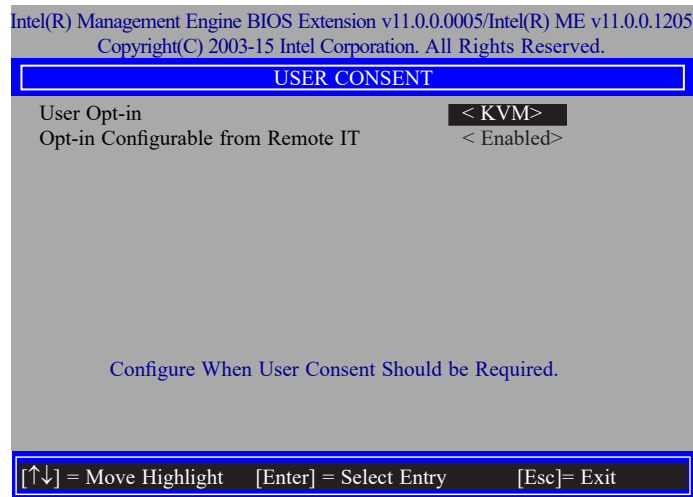 Intel(R) Management Engine BIOS Extension v11.0.0.0005/Intel(R) ME v11.0.0.1205
Copyright(C) 2003-15 Intel Corporation. All Rights Reserved.
USER CONSENT
User Opt-in < KVM>
Opt-in Configurable from Remote IT < Enabled>
Configure When User Consent Should be Required.
[↑↓] = Move Highlight [Enter] = Select Entry [Esc]= Exit